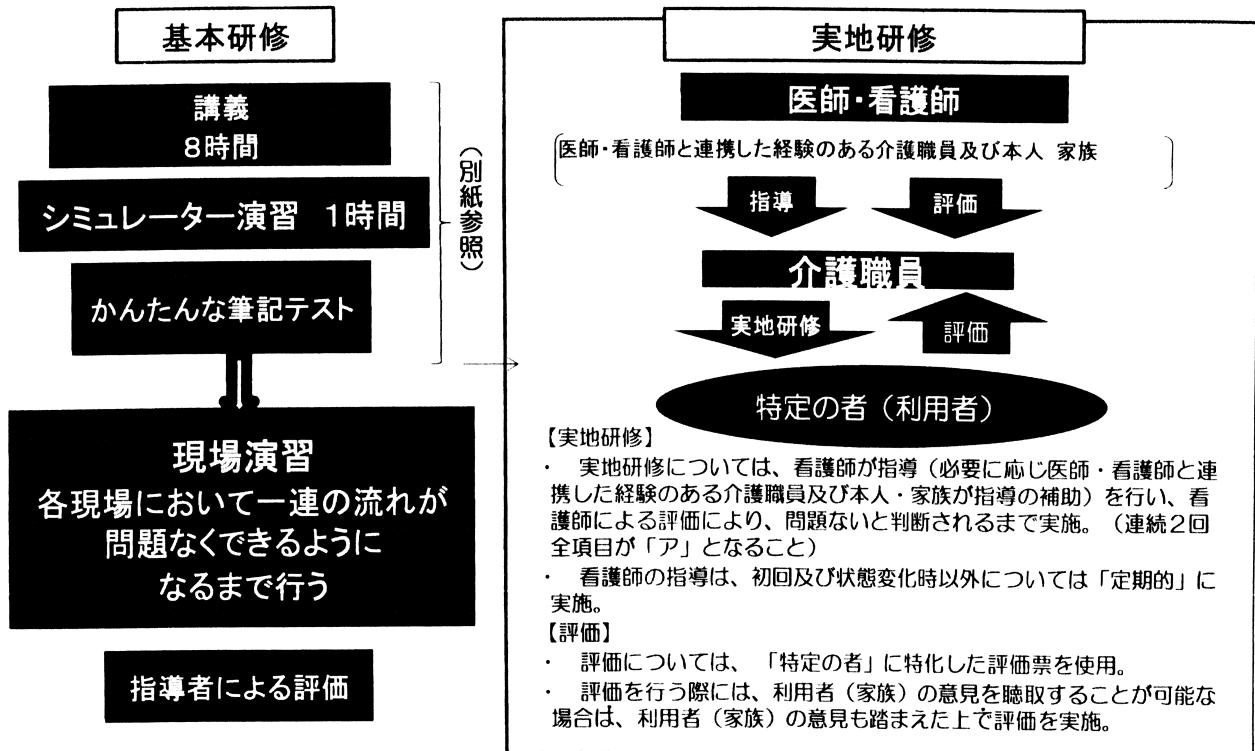 基本研修
講義
8時間
シミュレーター演習　1時間
かんたんな筆記テスト
（別紙参照）
現場演習
各現場において一連の流れが
問題なくできるように
なるまで行う
指導者による評価
実地研修
医師・看護師
医師・看護師と連携した経験のある介護職員及び本人 家族
指導
評価
介護職員
実地研修
評価
特定の者（利用者）
【実地研修】
・　実地研修については、看護師が指導（必要に応じ医師・看護師と連
携した経験のある介護職員及び本人・家族が指導の補助）を行い、看
護師による評価により、問題ないと判断されるまで実施。（連続２回
全項目が「ア」となること）
・　看護師の指導は、初回及び状態変化時以外については「定期的」に
実施。
【評価】
・　評価については、「特定の者」に特化した評価票を使用。
・　評価を行う際には、利用者（家族）の意見を聴取することが可能な
場合は、利用者（家族）の意見も踏まえた上で評価を実施。